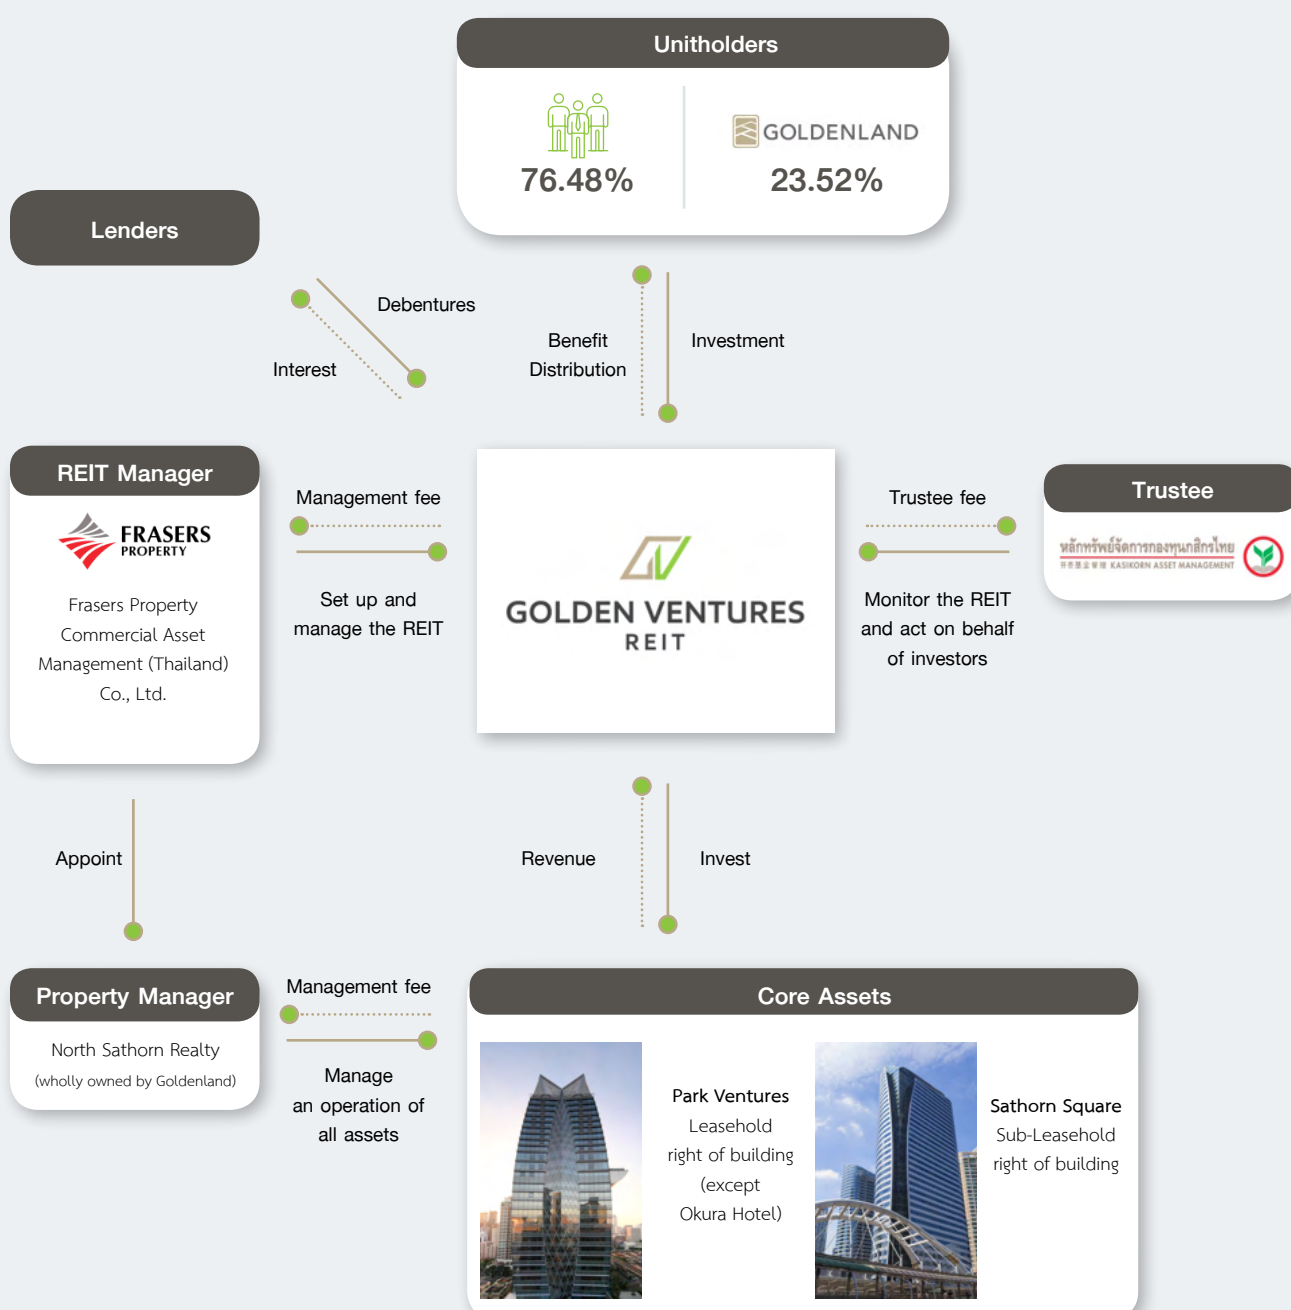 Unitholders
GOLDENLAND
76.48%
23.52%
Lenders
Debentures
Interest
Benefit
Distribution
Investment
REIT Manager
FRASERS
PROPERTY
Frasers Property
Commercial Asset
Management (Thailand)
Co., Ltd.
Management fee
Set up and
manage the REIT
GOLDEN VENTURES
REIT
Trustee fee
Monitor the REIT
and act on behalf
of investors
Trustee
หลักทรัพย์จัดการกองทุนกสิกรไทย
KASIKORN ASSET MANAGEMENT
Appoint
Revenue
Invest
Property Manager
North Sathorn Realty
(wholly owned by Goldenland)
Management fee
Manage
an operation of
all assets
Core Assets
Park Ventures
Leasehold
right of building
(except
Okura Hotel)
Sathorn Square
Sub-Leasehold
right of building